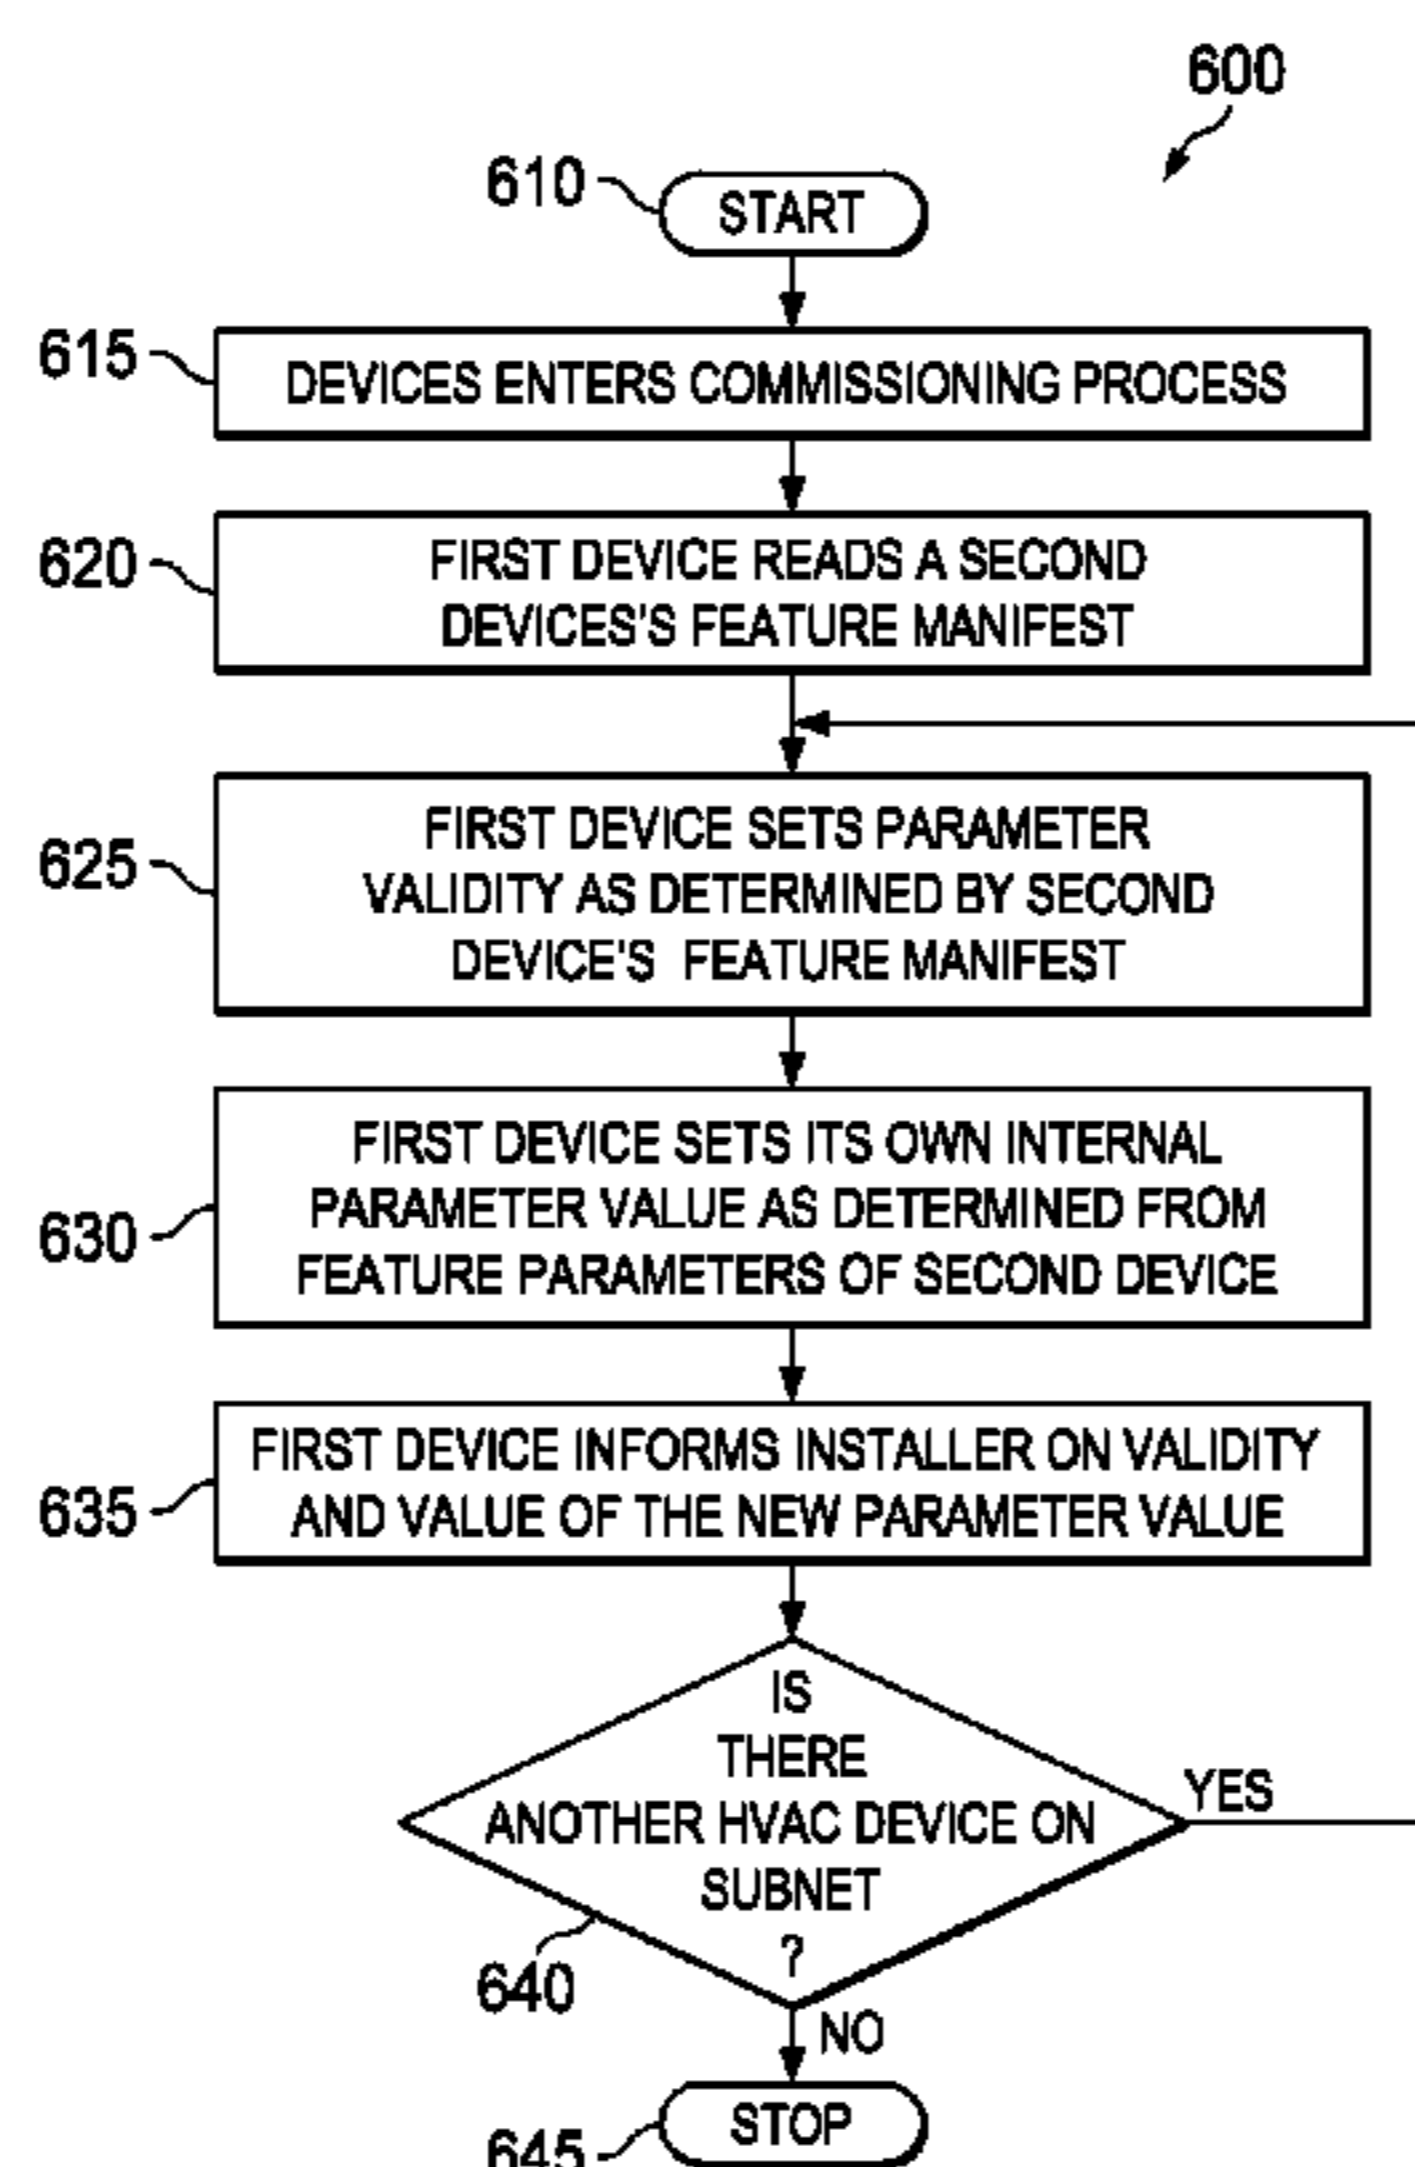 600
610
START
615
DEVICES ENTERS COMMISSIONING PROCESS
620
FIRST DEVICE READS A SECOND
DEVICES'S FEATURE MANIFEST
625
FIRST DEVICE SETS PARAMETER
VALIDITY AS DETERMINED BY SECOND
DEVICE'S FEATURE MANIFEST
630
FIRST DEVICE SETS ITS OWN INTERNAL
PARAMETER VALUE AS DETERMINED FROM
FEATURE PARAMETERS OF SECOND DEVICE
635
FIRST DEVICE INFORMS INSTALLER ON VALIDITY
AND VALUE OF THE NEW PARAMETER VALUE
IS
THERE
ANOTHER HVAC DEVICE ON
SUBNET
?
YES
640
NO
STOP
645